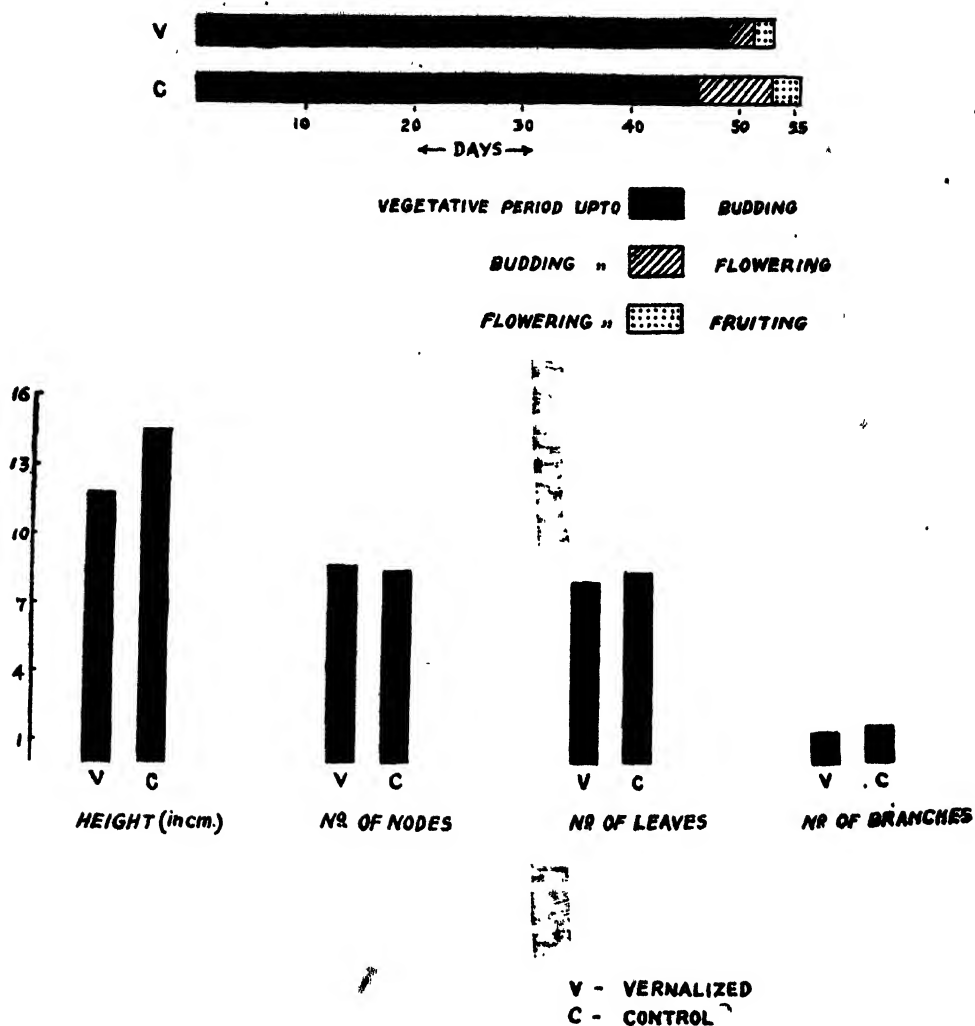 V
C
10 20 30 40 50 55
← DAYS →
VEGETATIVE PERIOD UPTO BUDDING
BUDDING „ FLOWERING
FLOWERING „ FRUITING
16
13
10
7
4
1
V C V C V C V C
HEIGHT (in cm.) Nº OF NODES Nº OF LEAVES Nº OF BRANCHES
V - VERNALIZED
C - CONTROL